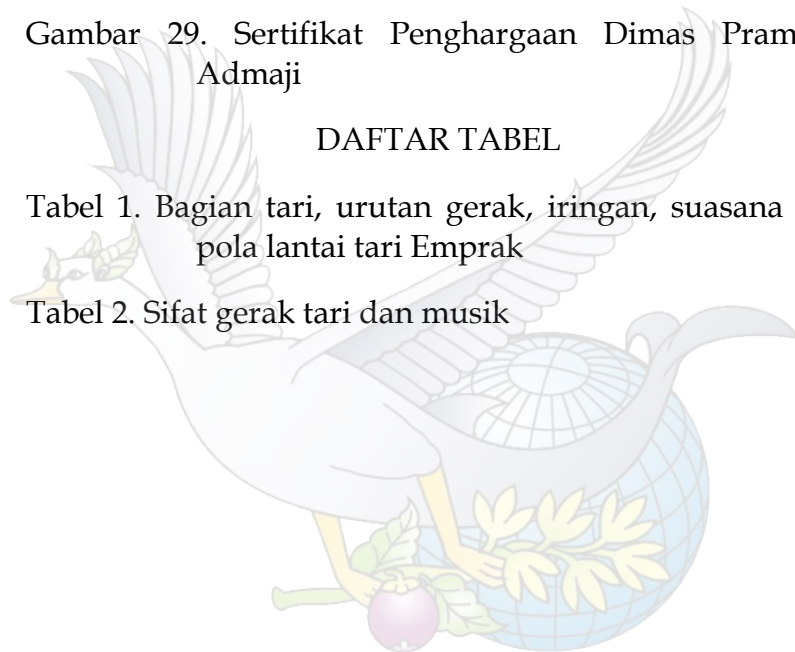 Gambar 29. Sertifikat Penghargaan Dimas Pram
Admaji
DAFTAR TABEL
Tabel 1. Bagian tari, urutan gerak, iringan, suasana
pola lantai tari Emprak
Tabel 2. Sifat gerak tari dan musik